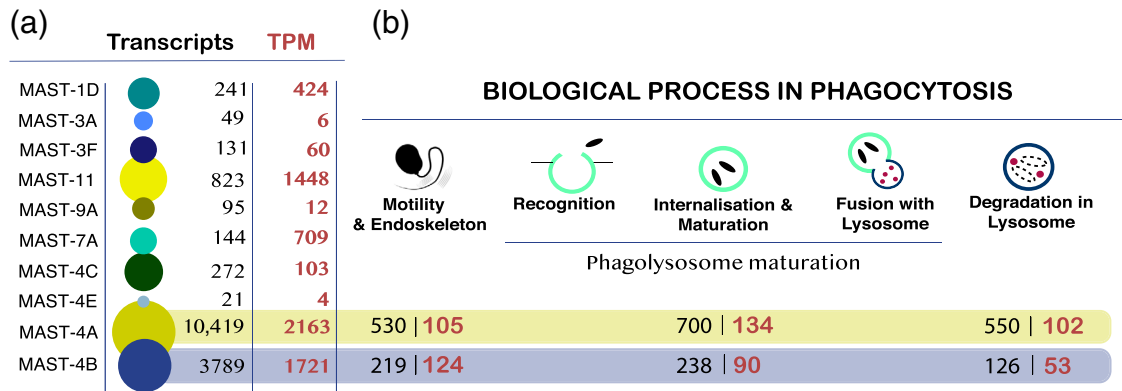 (a)
Transcripts TPM
MAST-1D 241 424
MAST-3A 49 6
MAST-3F 131 60
MAST-11 823 1448
MAST-9A 95 12
MAST-7A 144 709
MAST-4C 272 103
MAST-4E 21 4
MAST-4A 10,419 2163
MAST-4B 3789 1721
(b)
BIOLOGICAL PROCESS IN PHAGOCYTOSIS
Motility
& Endoskeleton
Recognition
Internalisation &
Maturation
Fusion with
Lysosome
Degradation in
Lysosome
Phagolysosome maturation
530 | 105 700 | 134 550 | 102
219 | 124 238 | 90 126 | 53